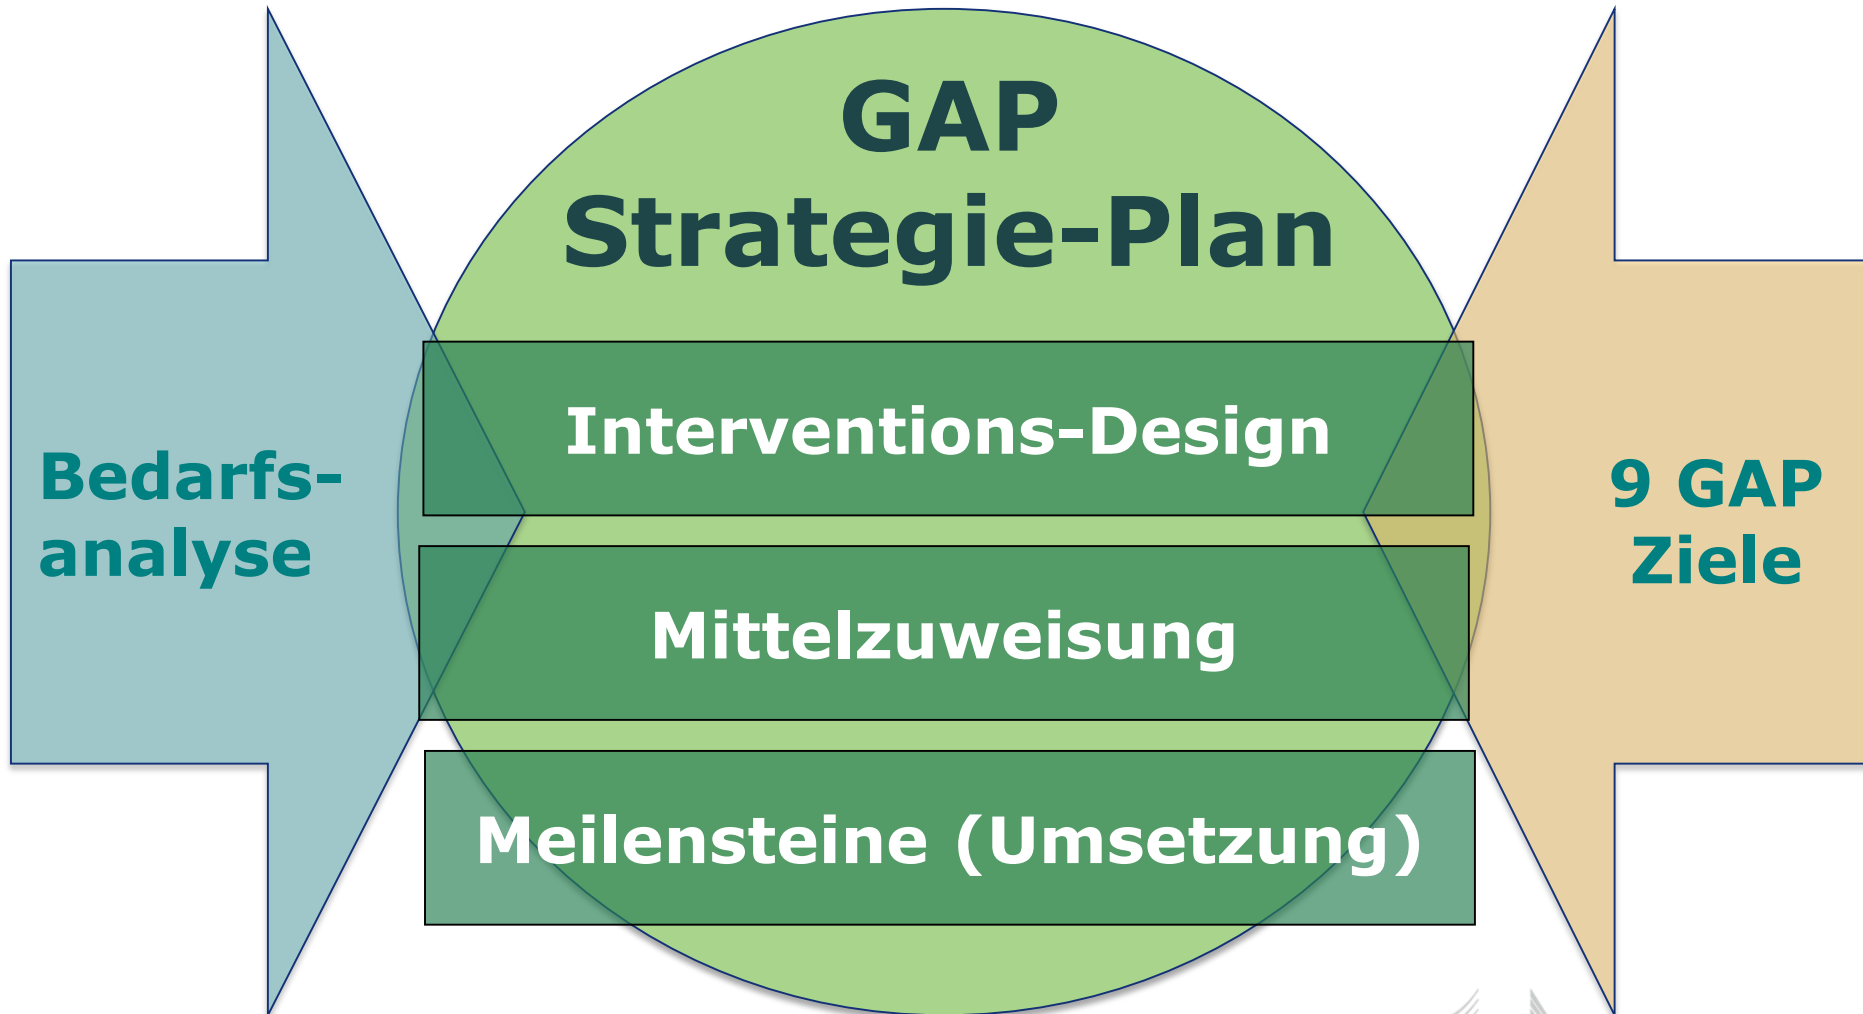 GAP
Strategie-Plan
Bedarfs-
analyse
Interventions-Design
Mittelzuweisung
Meilensteine (Umsetzung)
9 GAP
Ziele